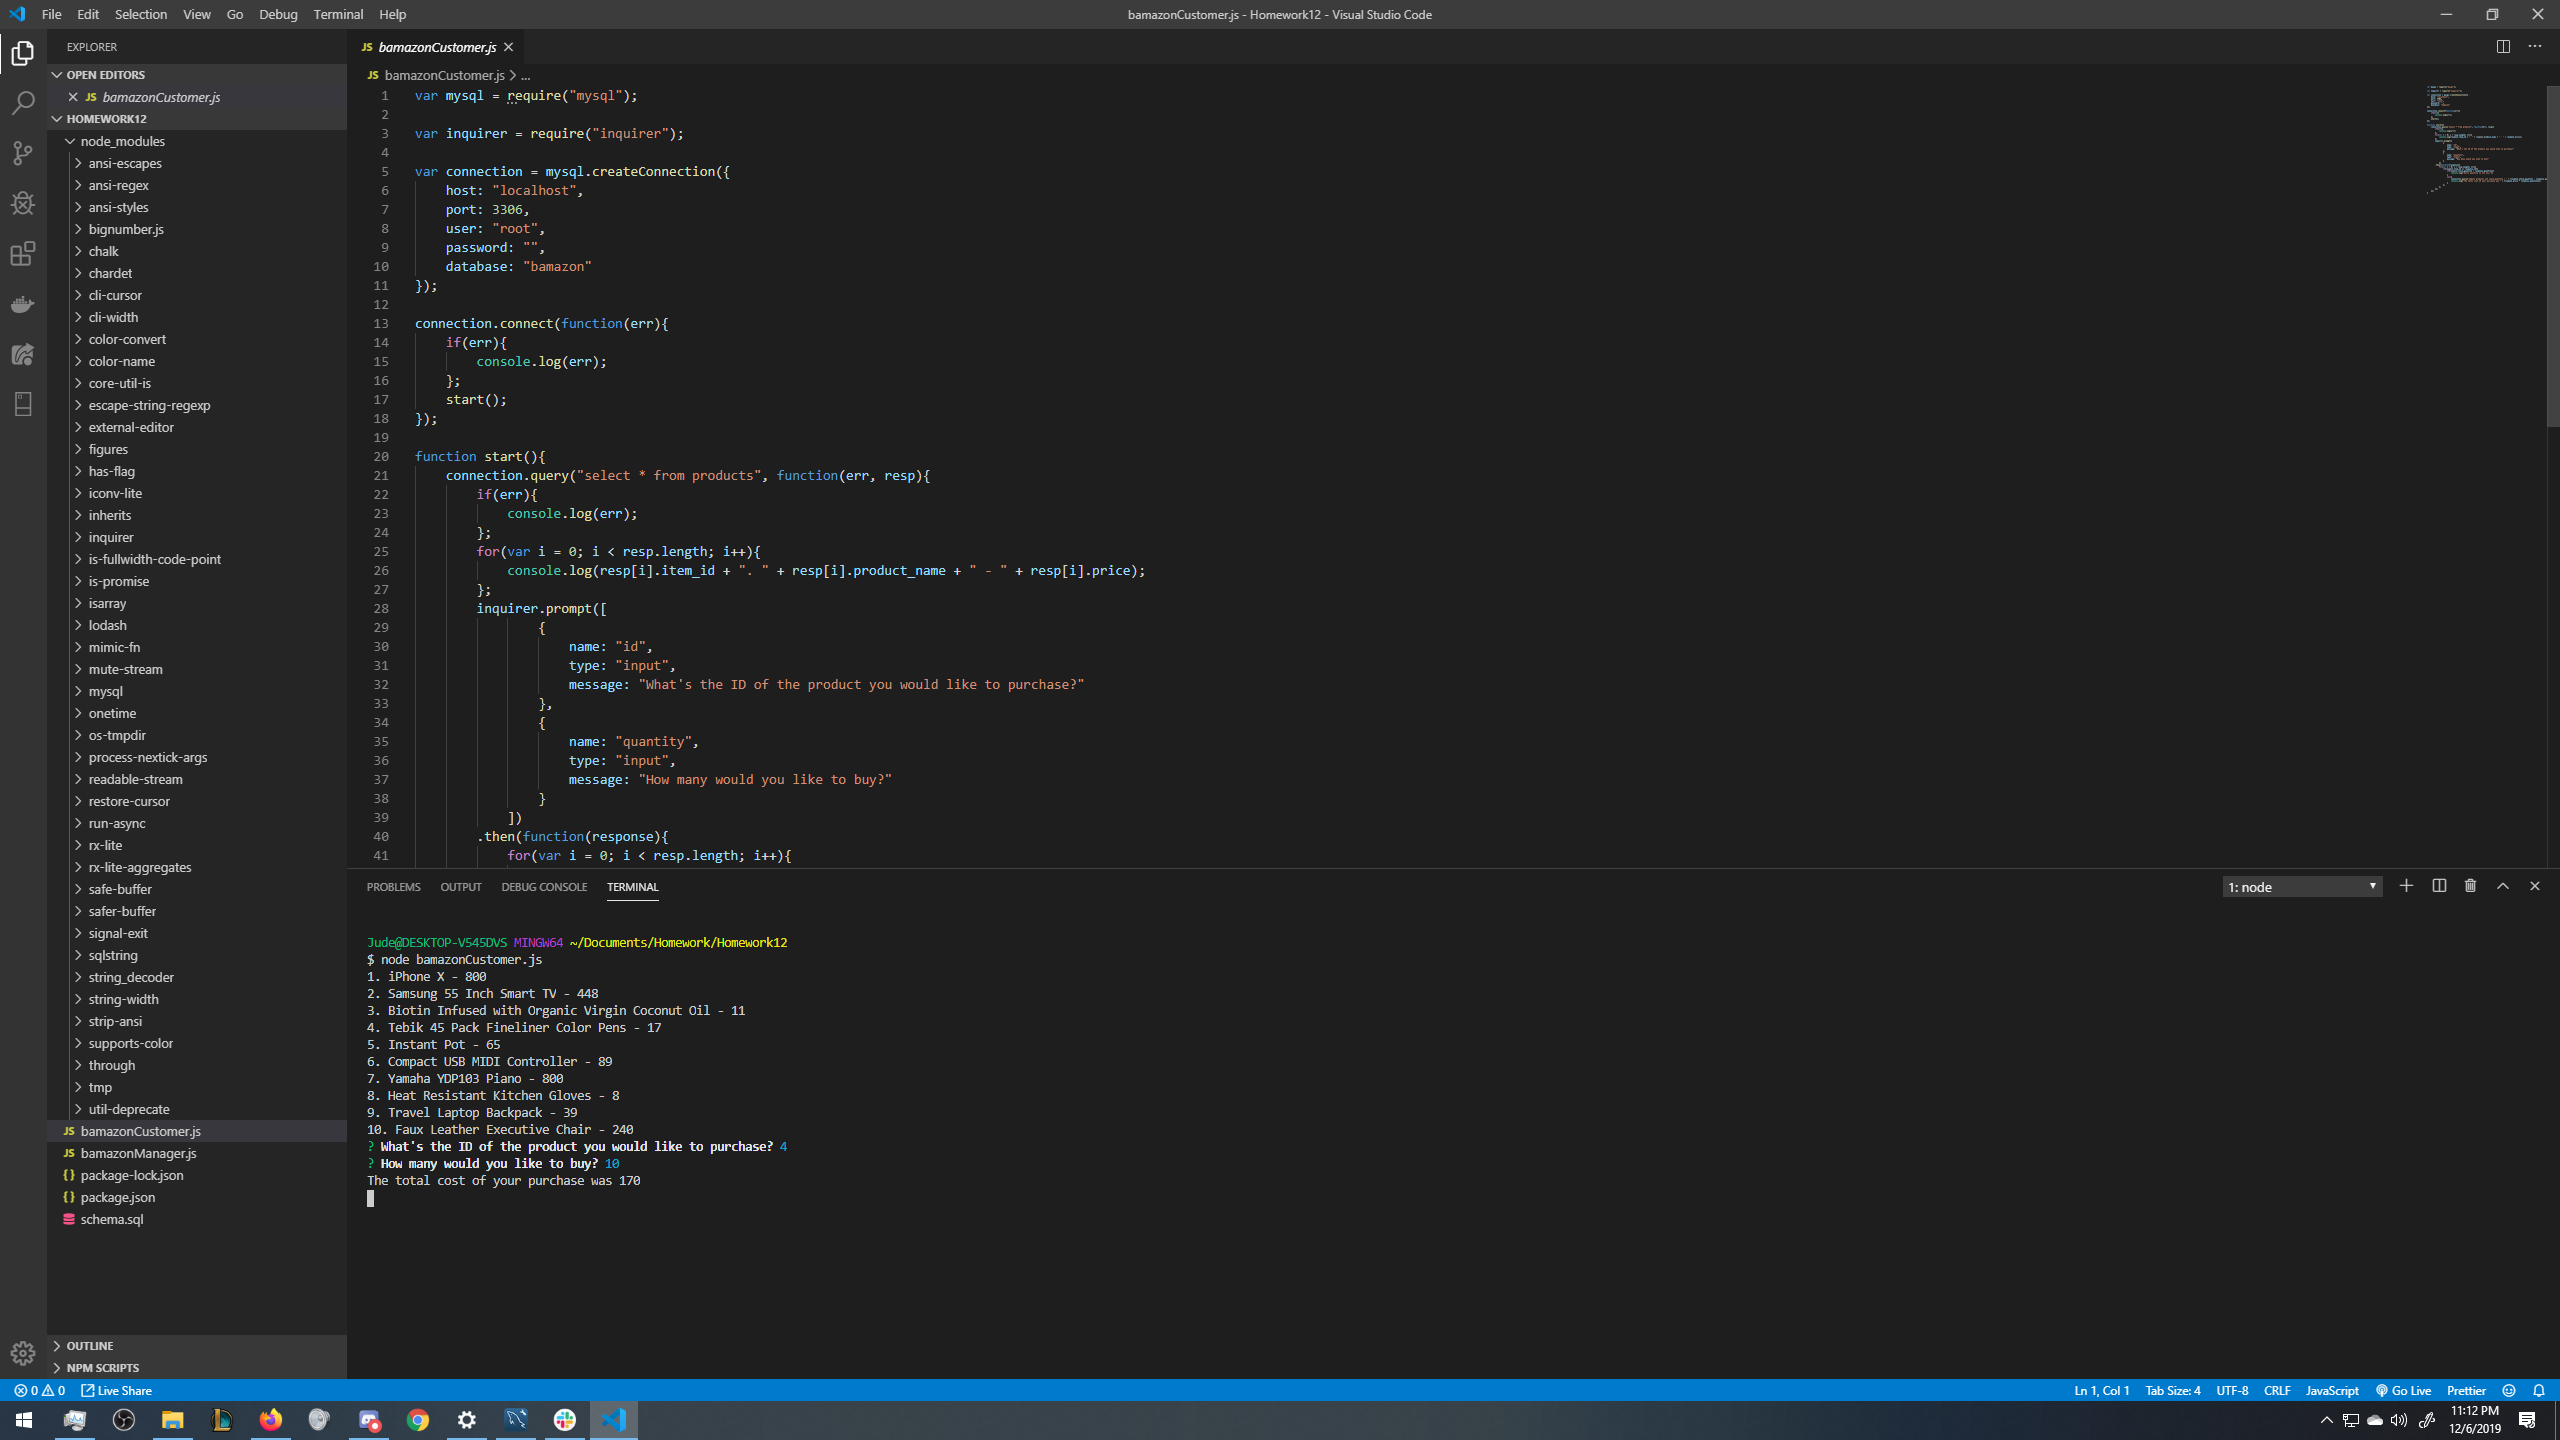 File Edit Selection View Go Debug Terminal Help
bamazonCustomer.js - Homework12 - Visual Studio Code
EXPLORER
OPEN EDITORS
JS bamazonCustomer.js
HOMEWORK12
node_modules
ansi-escapes
ansi-regex
ansi-styles
bignumber.js
chalk
chardet
cli-cursor
cli-width
color-convert
color-name
core-util-is
escape-string-regexp
external-editor
figures
has-flag
iconv-lite
inherits
inquirer
is-fullwidth-code-point
is-promise
isarray
lodash
mimic-fn
mute-stream
mysql
onetime
os-tmpdir
process-nextick-args
readable-stream
restore-cursor
run-async
rx-lite
rx-lite-aggregates
safe-buffer
safer-buffer
signal-exit
sqlstring
string_decoder
string-width
strip-ansi
supports-color
through
tmp
util-deprecate
JS bamazonCustomer.js
JS bamazonManager.js
{} package-lock.json
{} package.json
schema.sql
OUTLINE
NPM SCRIPTS
JS bamazonCustomer.js
JS bamazonCustomer.js > ...
1 var mysql = require("mysql");
2
3 var inquirer = require("inquirer");
4
5 var connection = mysql.createConnection({
6 host: "localhost",
7 port: 3306,
8 user: "root",
9 password: "",
10 database: "bamazon"
11 });
12
13 connection.connect(function(err){
14 if(err){
15 console.log(err);
16 };
17 start();
18 });
19
20 function start(){
21 connection.query("select * from products", function(err, resp){
22 if(err){
23 console.log(err);
24 };
25 for(var i = 0; i < resp.length; i++){
26 console.log(resp[i].item_id + ". " + resp[i].product_name + " - " + resp[i].price);
27 };
28 inquirer.prompt([
29 {
30 name: "id",
31 type: "input",
32 message: "What's the ID of the product you would like to purchase?"
33 },
34 {
35 name: "quantity",
36 type: "input",
37 message: "How many would you like to buy?"
38 }
39 ])
40 .then(function(response){
41 for(var i = 0; i < resp.length; i++){
PROBLEMS OUTPUT DEBUG CONSOLE TERMINAL
1: node
Jude@DESKTOP-V545DVS MINGW64 ~/Documents/Homework/Homework12
$ node bamazonCustomer.js
1. iPhone X - 800
2. Samsung 55 Inch Smart TV - 448
3. Biotin Infused with Organic Virgin Coconut Oil - 11
4. Tebik 45 Pack Fineliner Color Pens - 17
5. Instant Pot - 65
6. Compact USB MIDI Controller - 89
7. Yamaha YDP103 Piano - 800
8. Heat Resistant Kitchen Gloves - 8
9. Travel Laptop Backpack - 39
10. Faux Leather Executive Chair - 240
? What's the ID of the product you would like to purchase? 4
? How many would you like to buy? 10
The total cost of your purchase was 170
0 0 Live Share
Ln 1, Col 1 Tab Size: 4 UTF-8 CRLF JavaScript Go Live Prettier
11:12 PM
12/6/2019